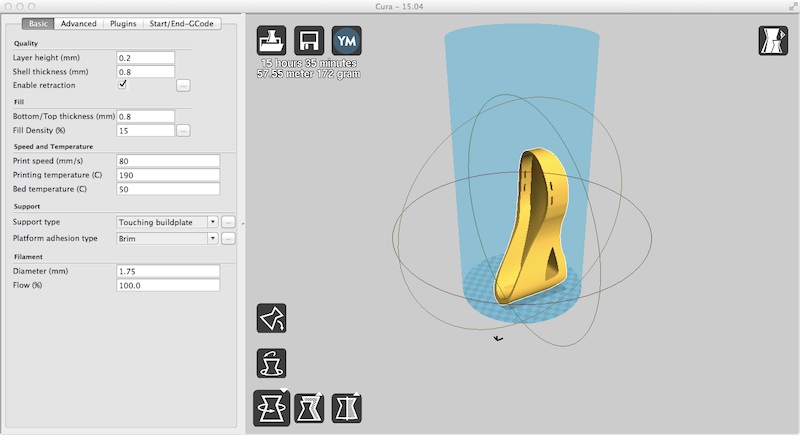 Cura - 15.04
Basic Advanced Plugins Start/End-GCode
Quality
Layer height (mm) 0.2
Shell thickness (mm) 0.8
Enable retraction ...
Fill
Bottom/Top thickness (mm) 0.8
Fill Density (%) 15 ...
Speed and Temperature
Print speed (mm/s) 80
Printing temperature (C) 190
Bed temperature (C) 50
Support
Support type Touching buildplate ...
Platform adhesion type Brim ...
Filament
Diameter (mm) 1.75
Flow (%) 100.0
YM
15 hours 35 minutes
57.55 meter 172 gram